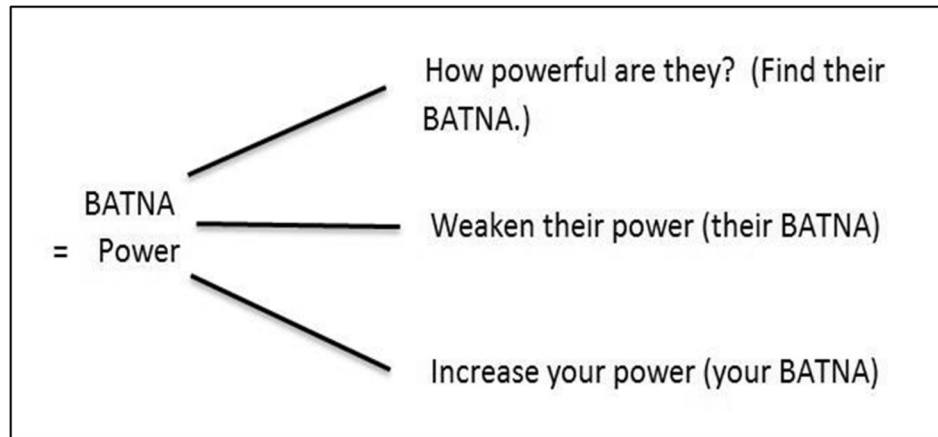 BATNA
= Power
How powerful are they? (Find their
BATNA.)
Weaken their power (their BATNA)
Increase your power (your BATNA)